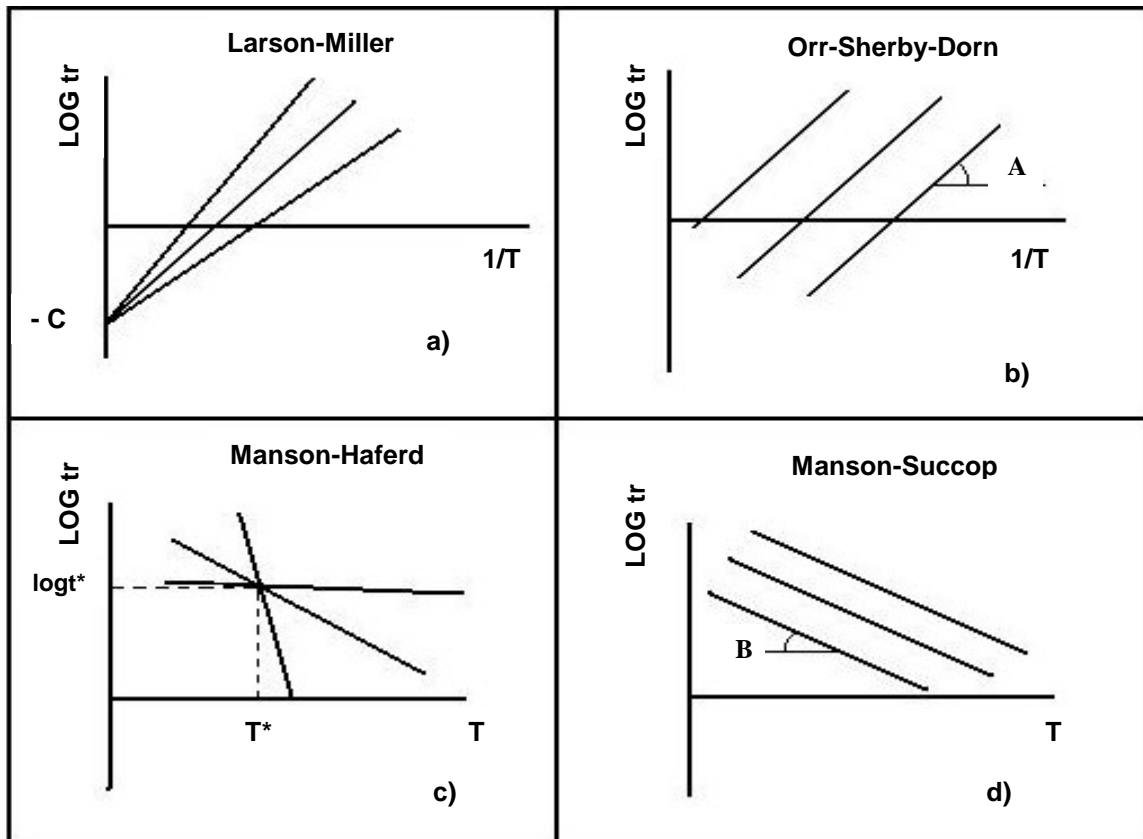 Larson-Miller
LOG tr
1/T
- C
a)
Orr-Sherby-Dorn
LOG tr
A
1/T
b)
Manson-Haferd
LOG tr
logt*
T*
T
c)
Manson-Succop
LOG tr
B
T
d)